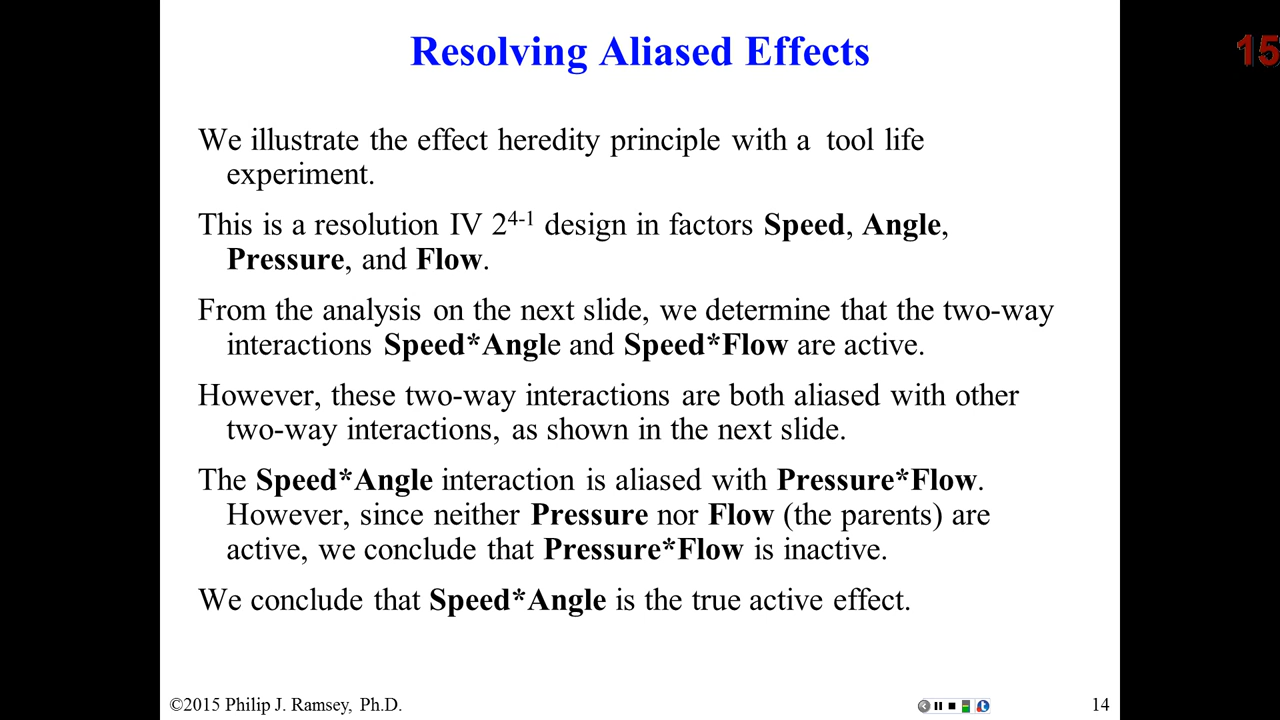 Resolving Aliased Effects
15
We illustrate the effect heredity principle with a tool life
experiment.
This is a resolution IV 2⁴⁻¹ design in factors Speed, Angle,
Pressure, and Flow.
From the analysis on the next slide, we determine that the two-way
interactions Speed*Angle and Speed*Flow are active.
However, these two-way interactions are both aliased with other
two-way interactions, as shown in the next slide.
The Speed*Angle interaction is aliased with Pressure*Flow.
However, since neither Pressure nor Flow (the parents) are
active, we conclude that Pressure*Flow is inactive.
We conclude that Speed*Angle is the true active effect.
©2015 Philip J. Ramsey, Ph.D.
14